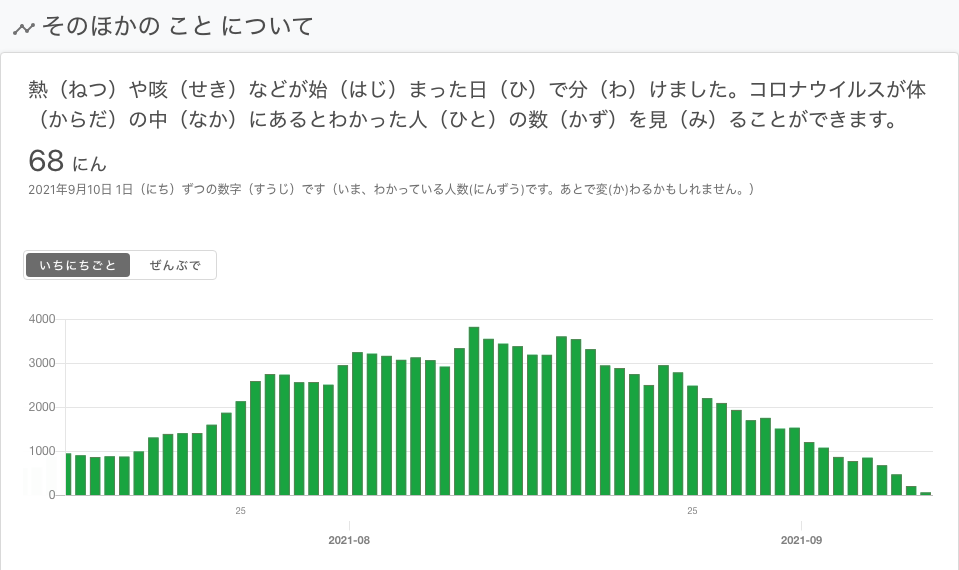 そのほかの こと について
熱（ねつ）や咳（せき）などが始（はじ）まった日（ひ）で分（わ）けました。コロナウイルスが体
（からだ）の中（なか）にあるとわかった人（ひと）の数（かず）を見（み）ることができます。
68 にん
2021年9月10日 1日（にち）ずつの数字（すうじ）です（いま、わかっている人数(にんずう)です。あとで変(か)わるかもしれません。）
いちにちごと ぜんぶで
4000
3000
2000
1000
0
25 25
2021-08 2021-09